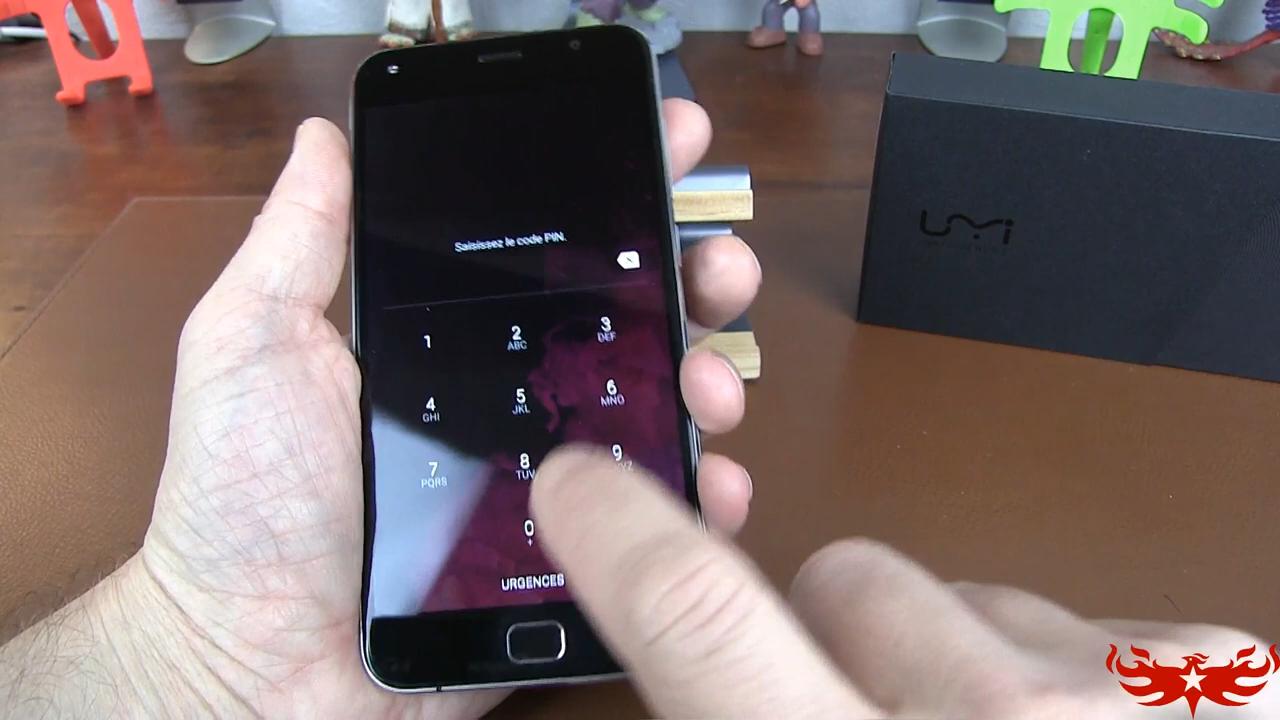 Saisissez le code PIN.
1
2
ABC
3
DEF
4
GHI
5
JKL
6
MNO
7
PQRS
8
TUV
9
0
+
URGENCES
UMi